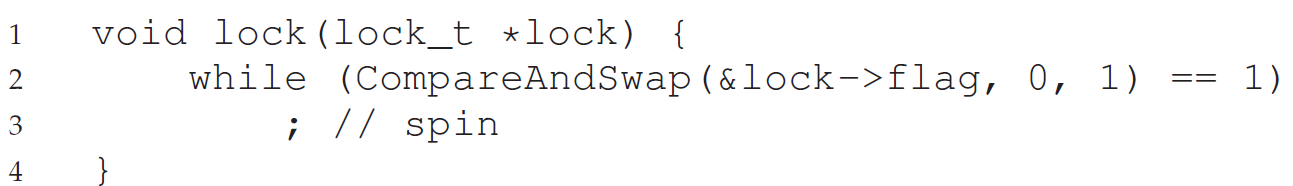 1 void lock(lock_t *lock) {
2 while (CompareAndSwap(&lock->flag, 0, 1) == 1)
3 ; // spin
4 }